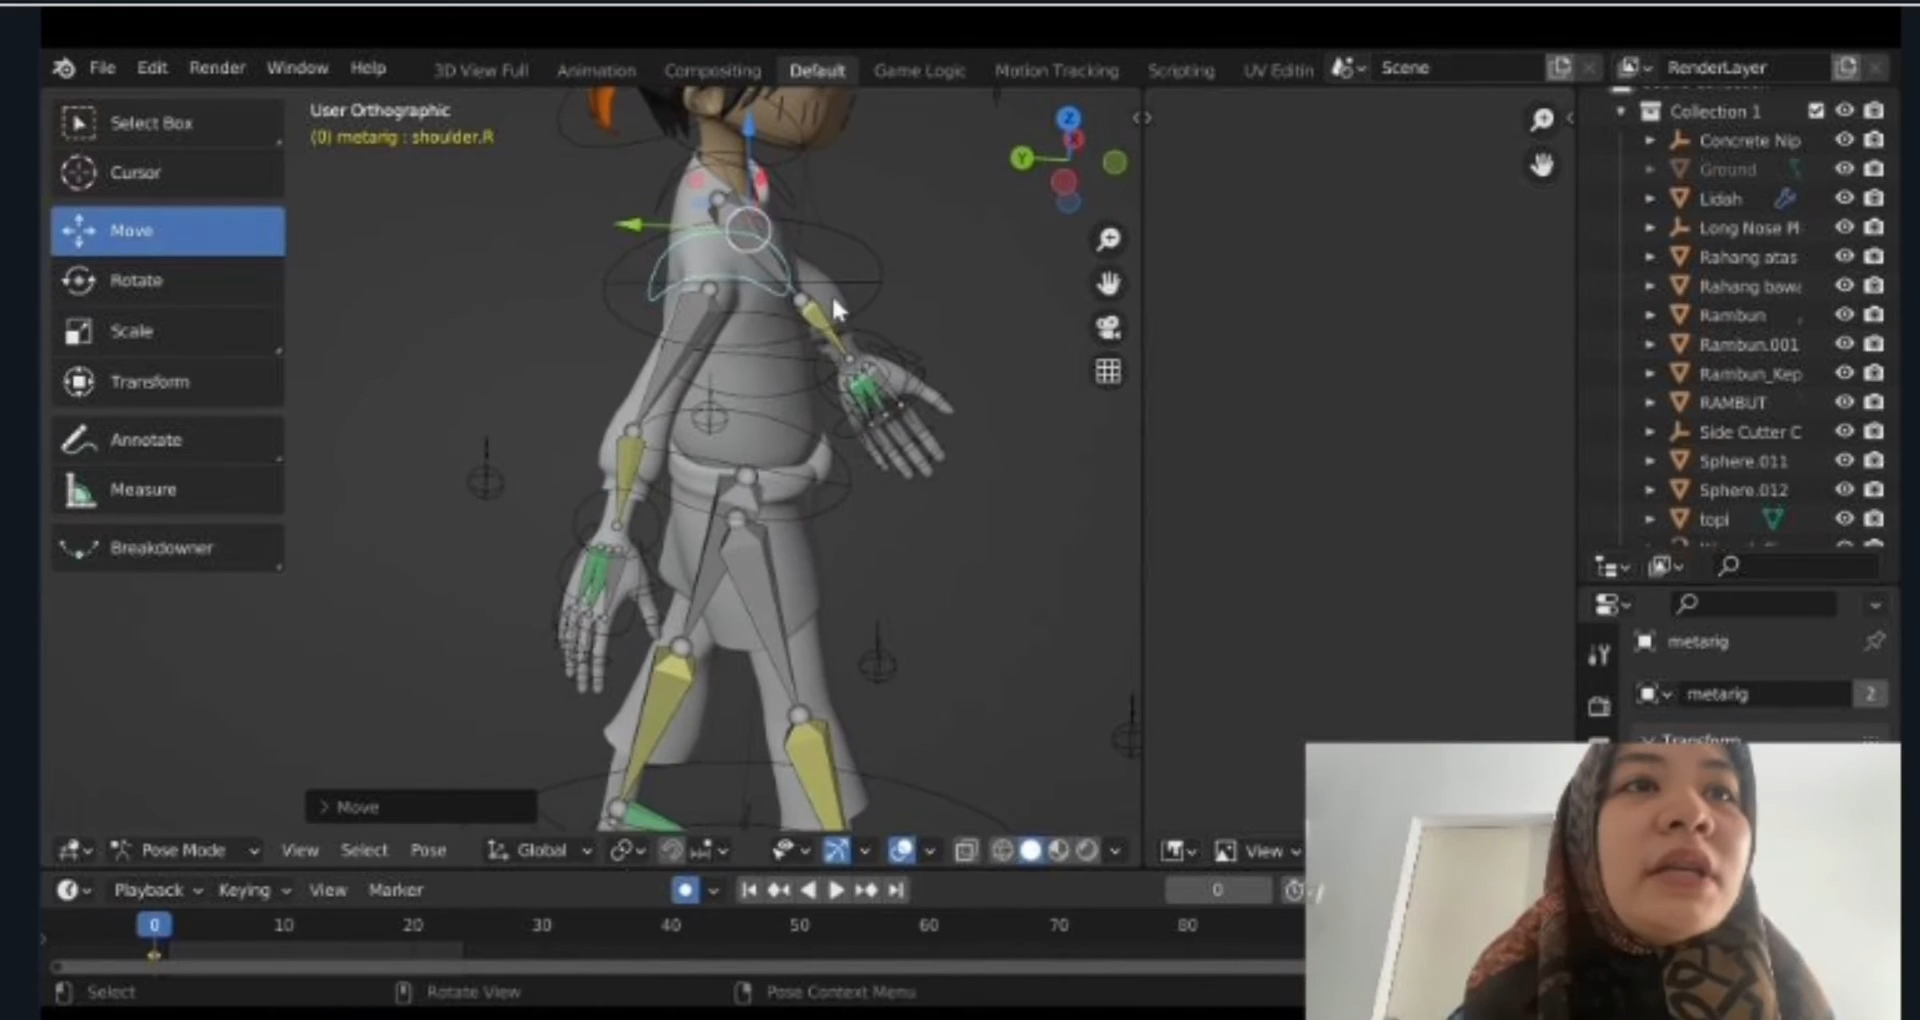 File Edit Render Window Help 3D View Full Animation Compositing Default Game Logic Motion Tracking Scripting UV Editin Scene RenderLayer
Select Box
Cursor
Move
Rotate
Scale
Transform
Annotate
Measure
Breakdowner
User Orthographic
(0) metarig : shoulder.R
Z
X
Y
> Move
Collection 1
Concrete Nip
Ground
Lidah
Long Nose Pl
Rahang atas
Rahang bawa
Rambun
Rambun.001
Rambun_Kep
RAMBUT
Side Cutter C
Sphere.011
Sphere.012
topi
metarig
metarig 2
Transform
Pose Mode View Select Pose Global View
Playback Keying View Marker 0
0 10 20 30 40 50 60 70 80
Select Rotate View Pose Context Menu